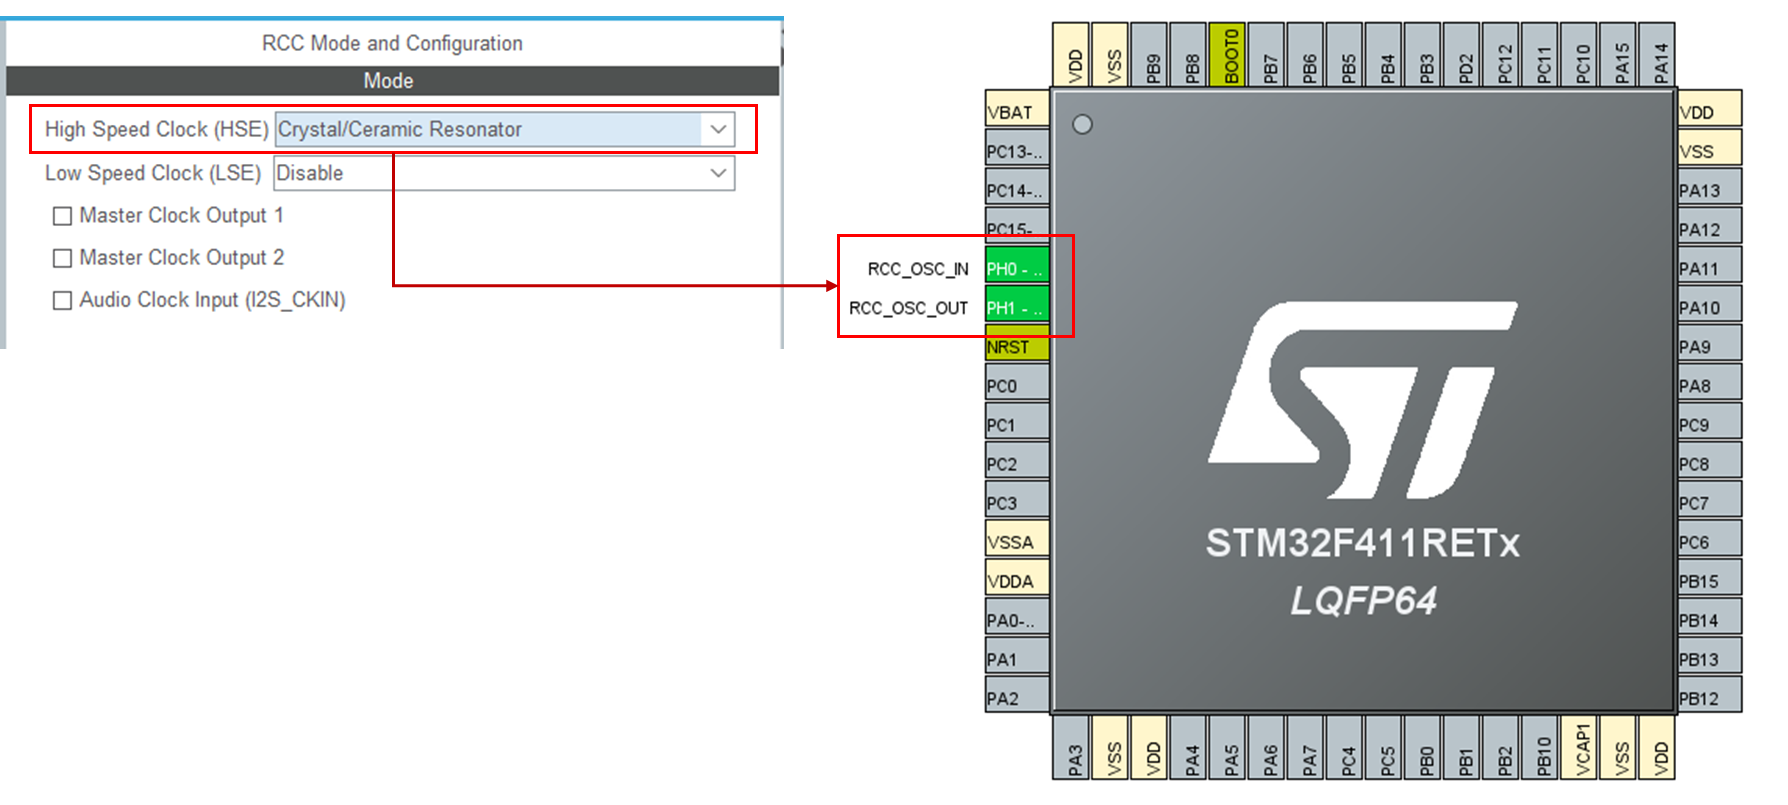 RCC Mode and Configuration
Mode
High Speed Clock (HSE) Crystal/Ceramic Resonator
Low Speed Clock (LSE) Disable
Master Clock Output 1
Master Clock Output 2
Audio Clock Input (I2S_CKIN)
VDD
VSS
PB9
PB8
BOOT0
PB7
PB6
PB5
PB4
PB3
PD2
PC12
PC11
PC10
PA15
PA14
VBAT
PC13-..
PC14-..
PC15-
RCC_OSC_IN PH0 - ..
RCC_OSC_OUT PH1 - ..
NRST
PC0
PC1
PC2
PC3
VSSA
VDDA
PA0-..
PA1
PA2
ST
STM32F411RETx
LQFP64
VDD
VSS
PA13
PA12
PA11
PA10
PA9
PA8
PC9
PC8
PC7
PC6
PB15
PB14
PB13
PB12
PA3
VSS
VDD
PA4
PA5
PA6
PA7
PC4
PC5
PB0
PB1
PB2
PB10
VCAP1
VSS
VDD